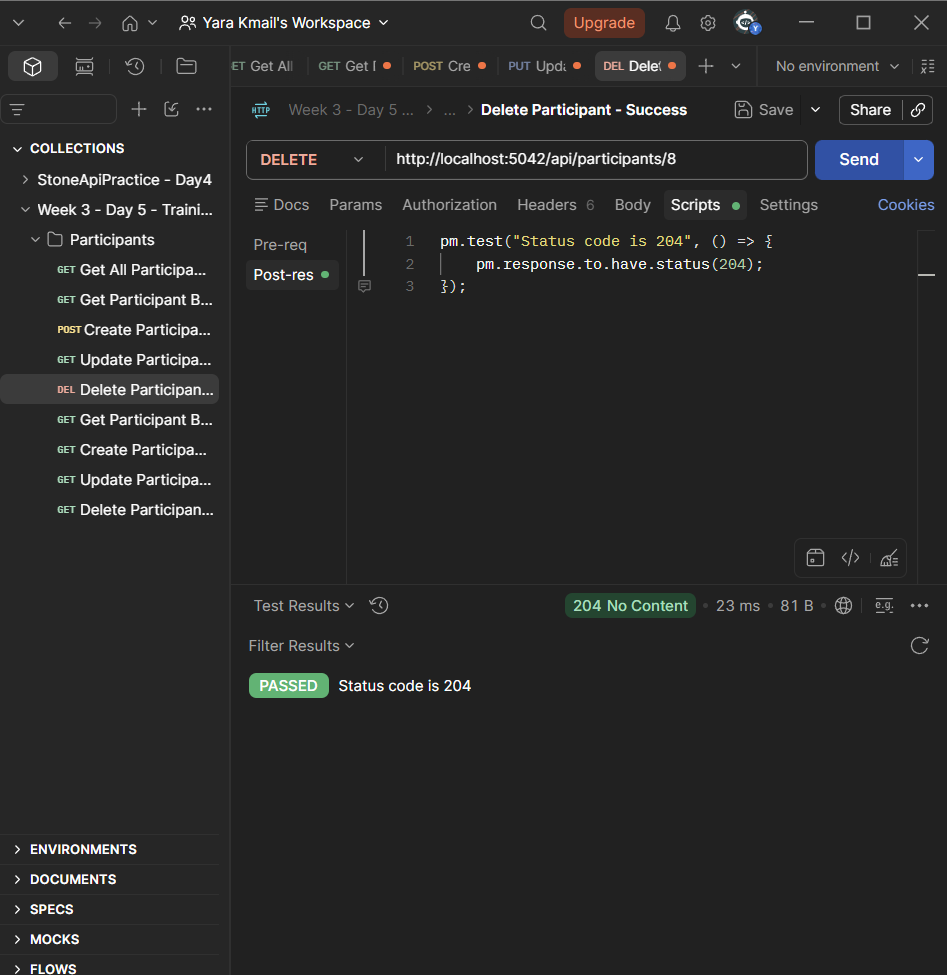 Yara Kmail's Workspace
Upgrade
Y
GET Get I
POST Cre
PUT Upda
DEL Delet
No environment
HTTP
Week 3 - Day 5 ...
...
Delete Participant - Success
Save
Share
COLLECTIONS
StoneApiPractice - Day4
Week 3 - Day 5 - Traini...
Participants
GET Get All Participa...
GET Get Participant B...
POST Create Participa...
GET Update Participa...
DEL Delete Participan...
GET Get Participant B...
GET Create Participa...
GET Update Participa...
GET Delete Participan...
ENVIRONMENTS
DOCUMENTS
SPECS
MOCKS
FLOWS
DELETE
http://localhost:5042/api/participants/8
Send
Docs
Params
Authorization
Headers 6
Body
Scripts
Settings
Cookies
Pre-req
Post-res
1 pm.test("Status code is 204", () => {
2 pm.response.to.have.status(204);
3 });
Test Results
204 No Content
23 ms
81 B
e.g.
Filter Results
PASSED
Status code is 204